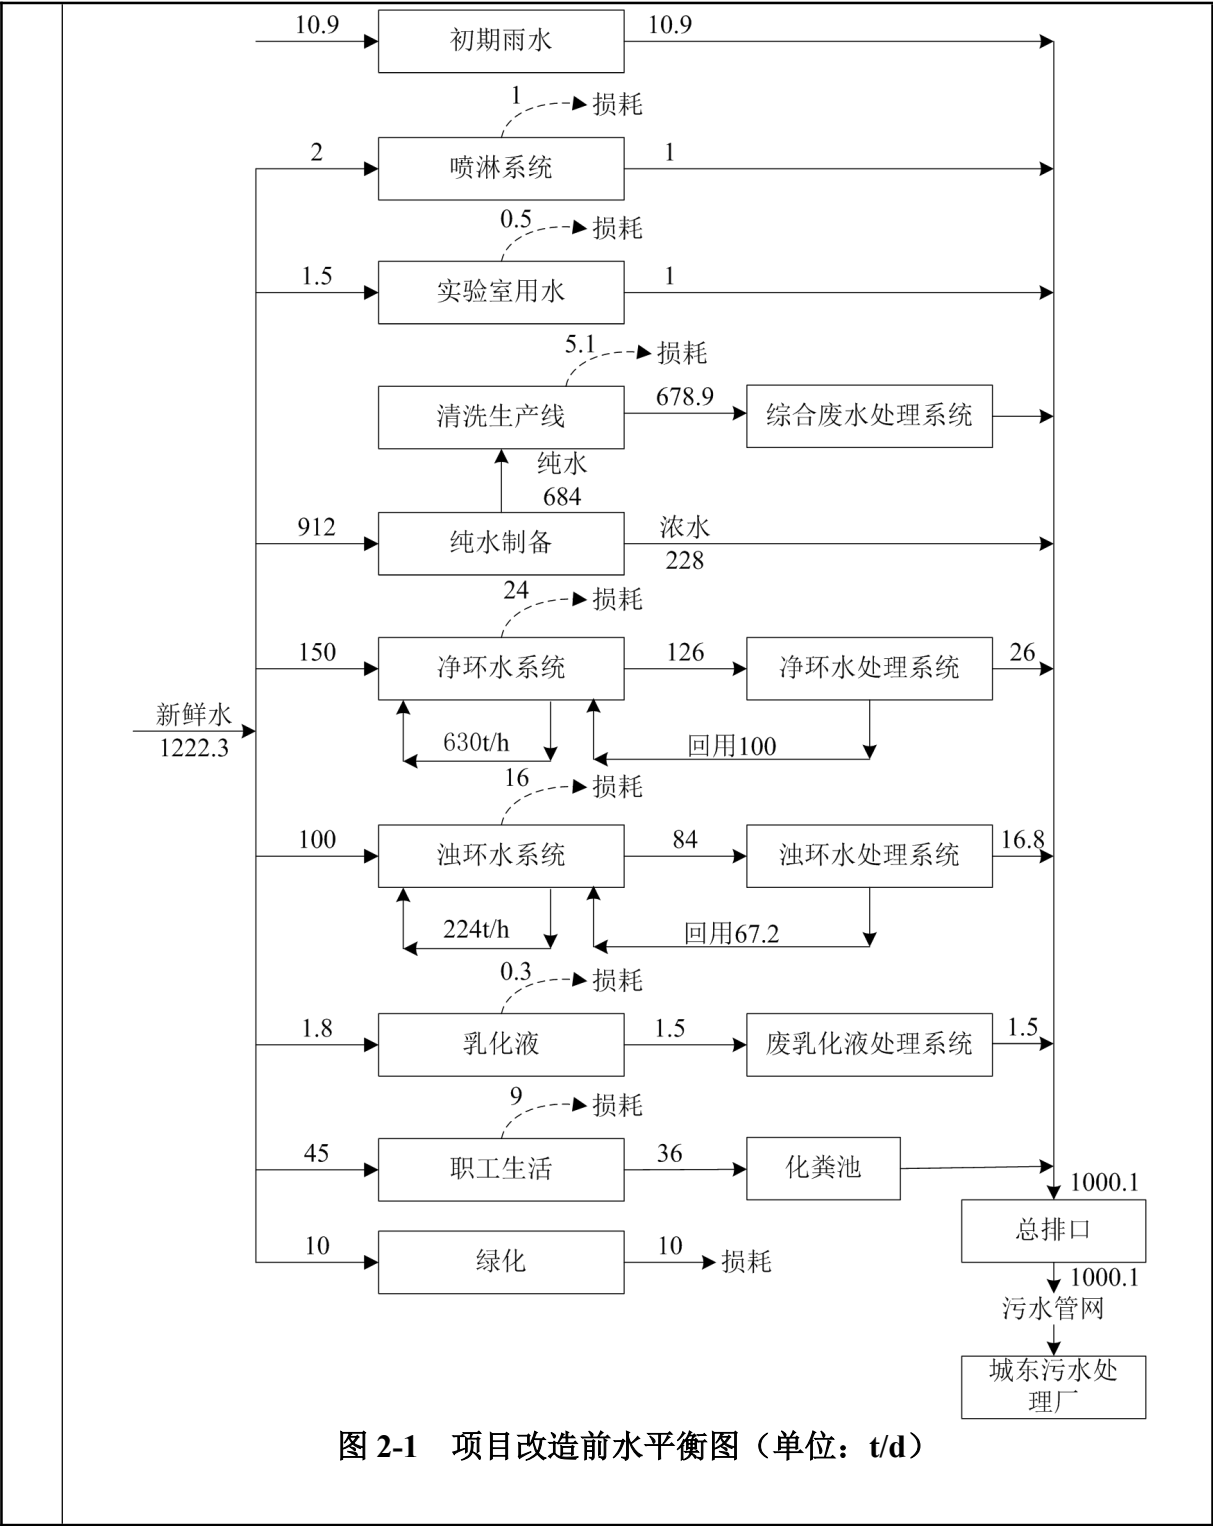 10.9
初期雨水
10.9
1
损耗
2
喷淋系统
1
0.5
损耗
1.5
实验室用水
1
5.1
损耗
清洗生产线
678.9
综合废水处理系统
纯水
684
912
纯水制备
浓水
228
24
损耗
150
净环水系统
126
净环水处理系统
26
新鲜水
1222.3
630t/h
回用100
16
损耗
100
浊环水系统
84
浊环水处理系统
16.8
224t/h
回用67.2
0.3
损耗
1.8
乳化液
1.5
废乳化液处理系统
1.5
9
损耗
45
职工生活
36
化粪池
1000.1
总排口
10
绿化
10
损耗
1000.1
污水管网
城东污水处
理厂
图 2-1 项目改造前水平衡图（单位：t/d）